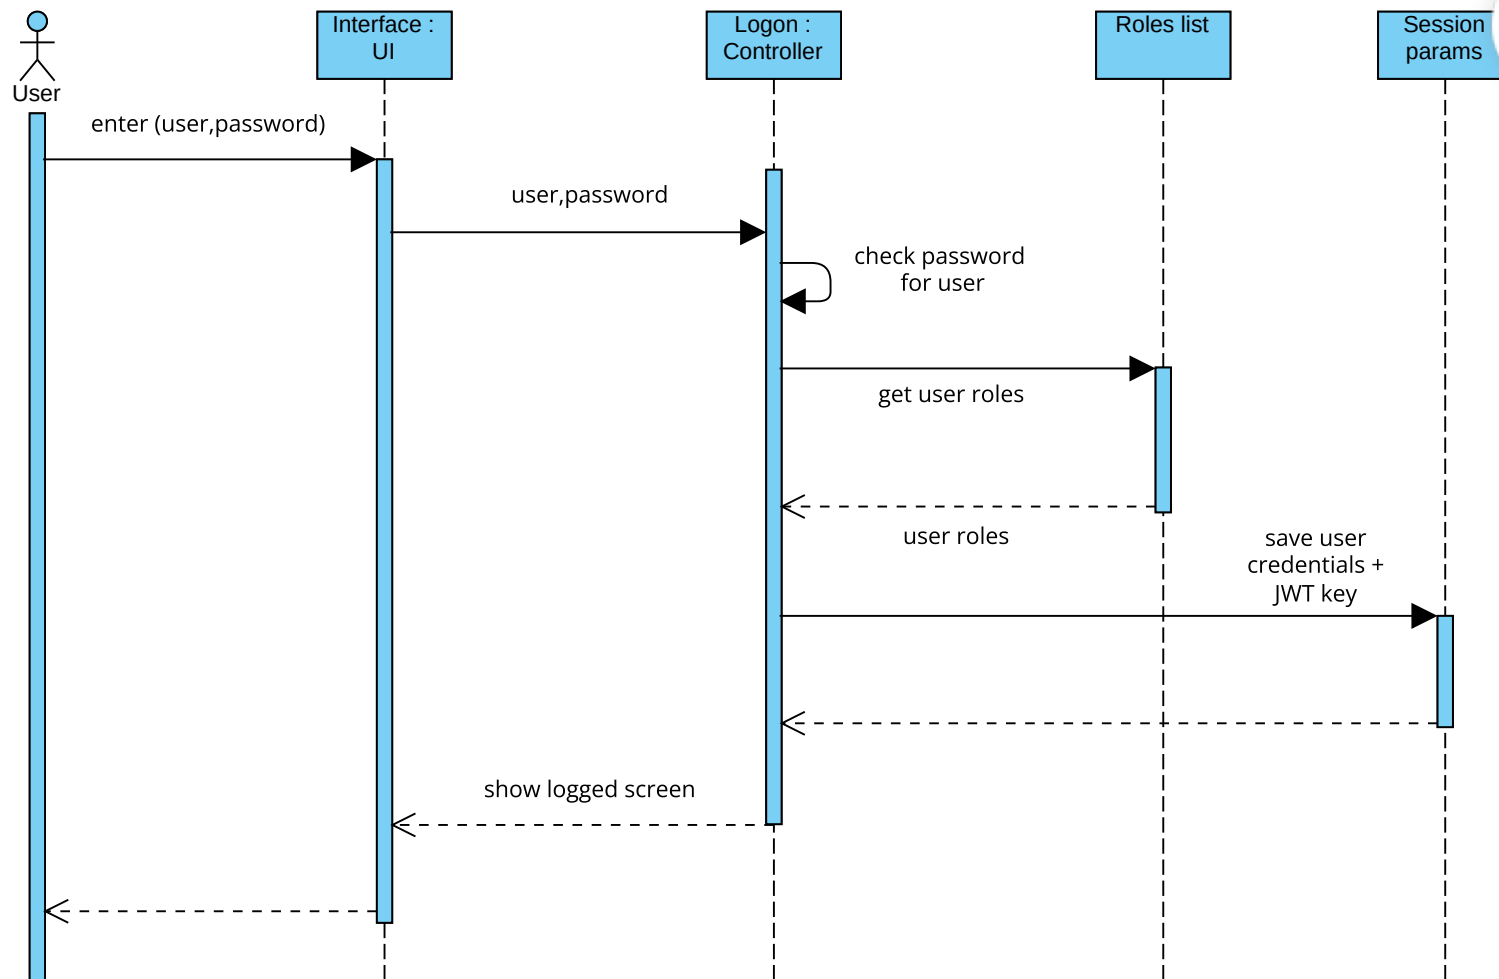 User
Interface :
UI
Logon :
Controller
Roles list
Session
params
enter (user,password)
user,password
check password
for user
get user roles
user roles
save user
credentials +
JWT key
show logged screen